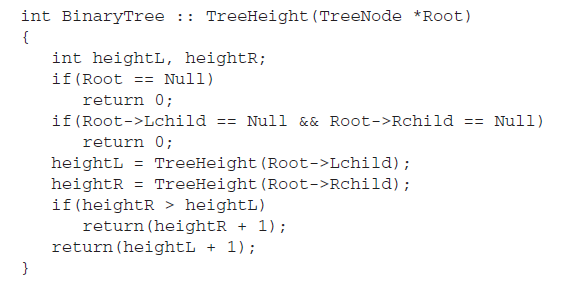 int BinaryTree :: TreeHeight(TreeNode *Root)
{
int heightL, heightR;
if(Root == Null)
return 0;
if(Root->Lchild == Null && Root->Rchild == Null)
return 0;
heightL = TreeHeight(Root->Lchild);
heightR = TreeHeight(Root->Rchild);
if(heightR > heightL)
return(heightR + 1);
return(heightL + 1);
}